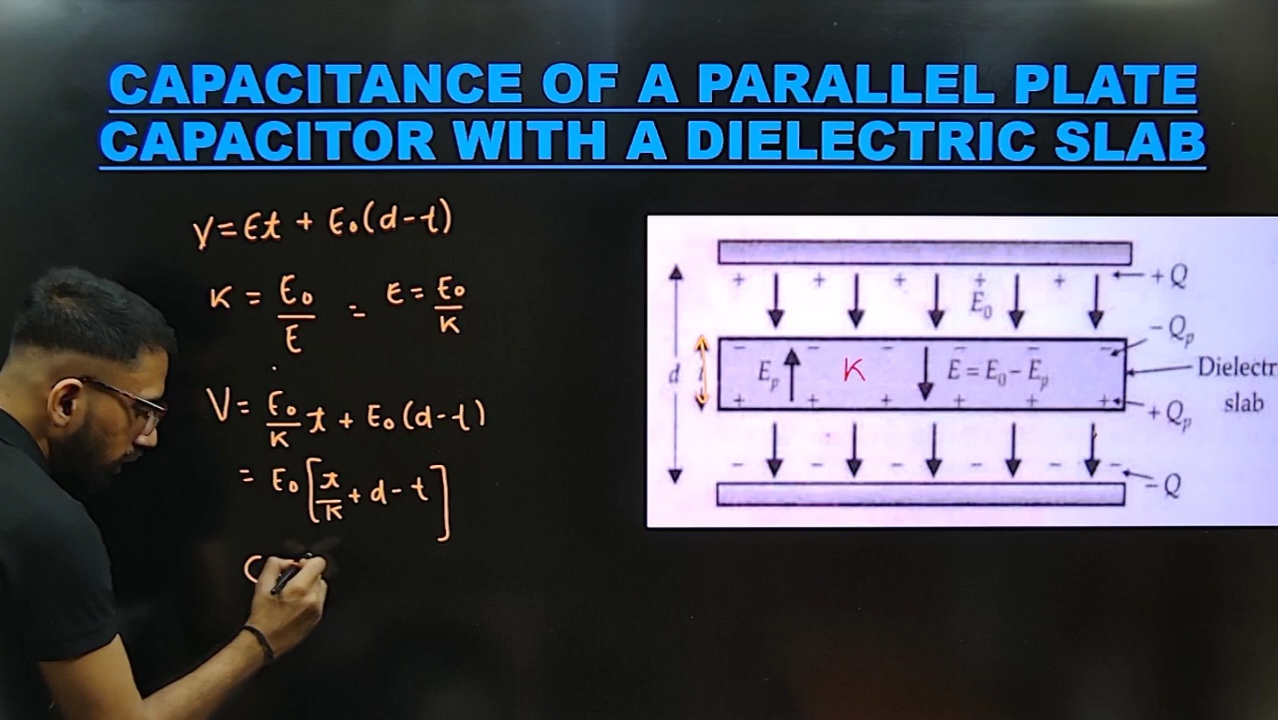 CAPACITANCE OF A PARALLEL PLATE
CAPACITOR WITH A DIELECTRIC SLAB
V = Et + E₀(d-t)
K = E₀/E = E = E₀/K
V = E₀/K t + E₀(d-t)
= E₀[t/K + d - t]
C
+ + + + +
+Q
E₀
-Qₚ
d
t
- - - - - -
Eₚ
K
E = E₀ - Eₚ
Dielectr
slab
+ + + + + +
+Qₚ
- - - - - -
-Q